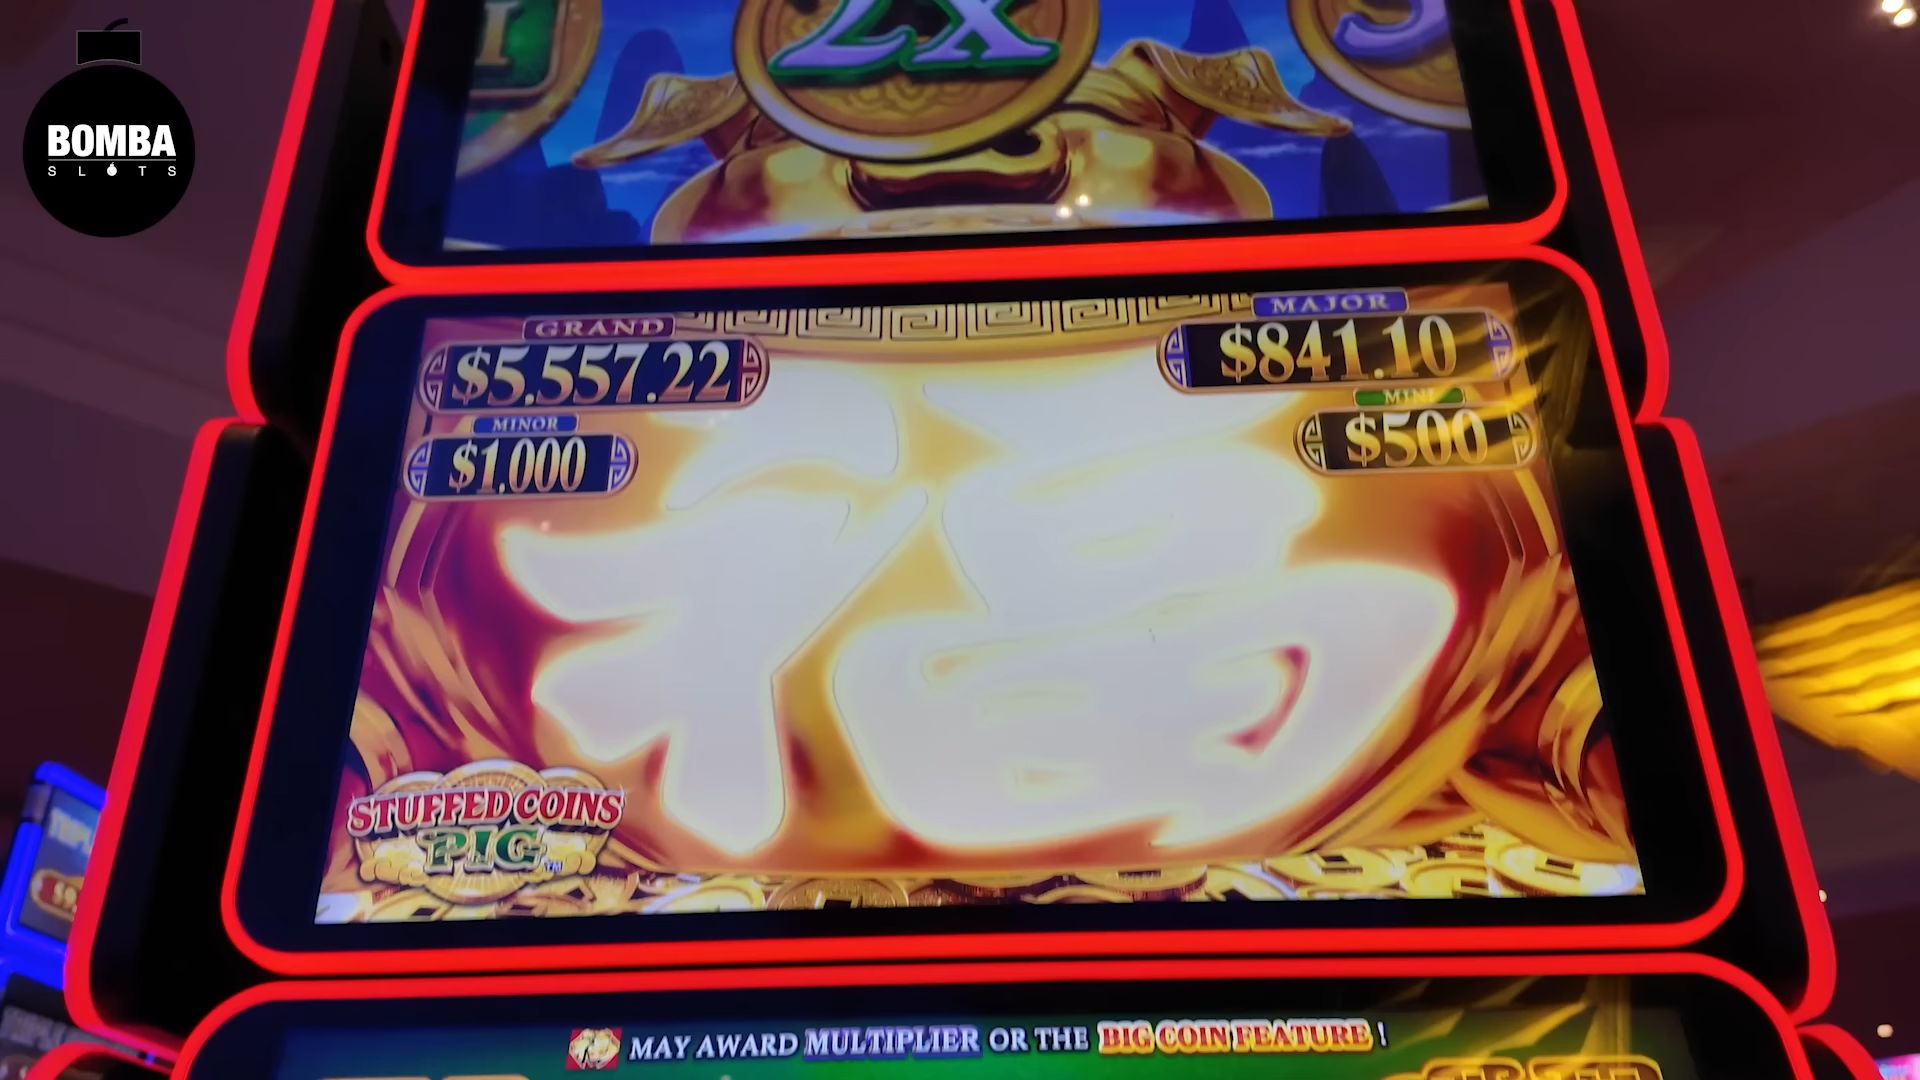 BOMBA
SLOTS
2X
GRAND
$5,557.22
MAJOR
$841.10
MINOR
$1,000
MINI
$500
福
STUFFED COINS
PIG™
MAY AWARD MULTIPLIER OR THE BIG COIN FEATURE!